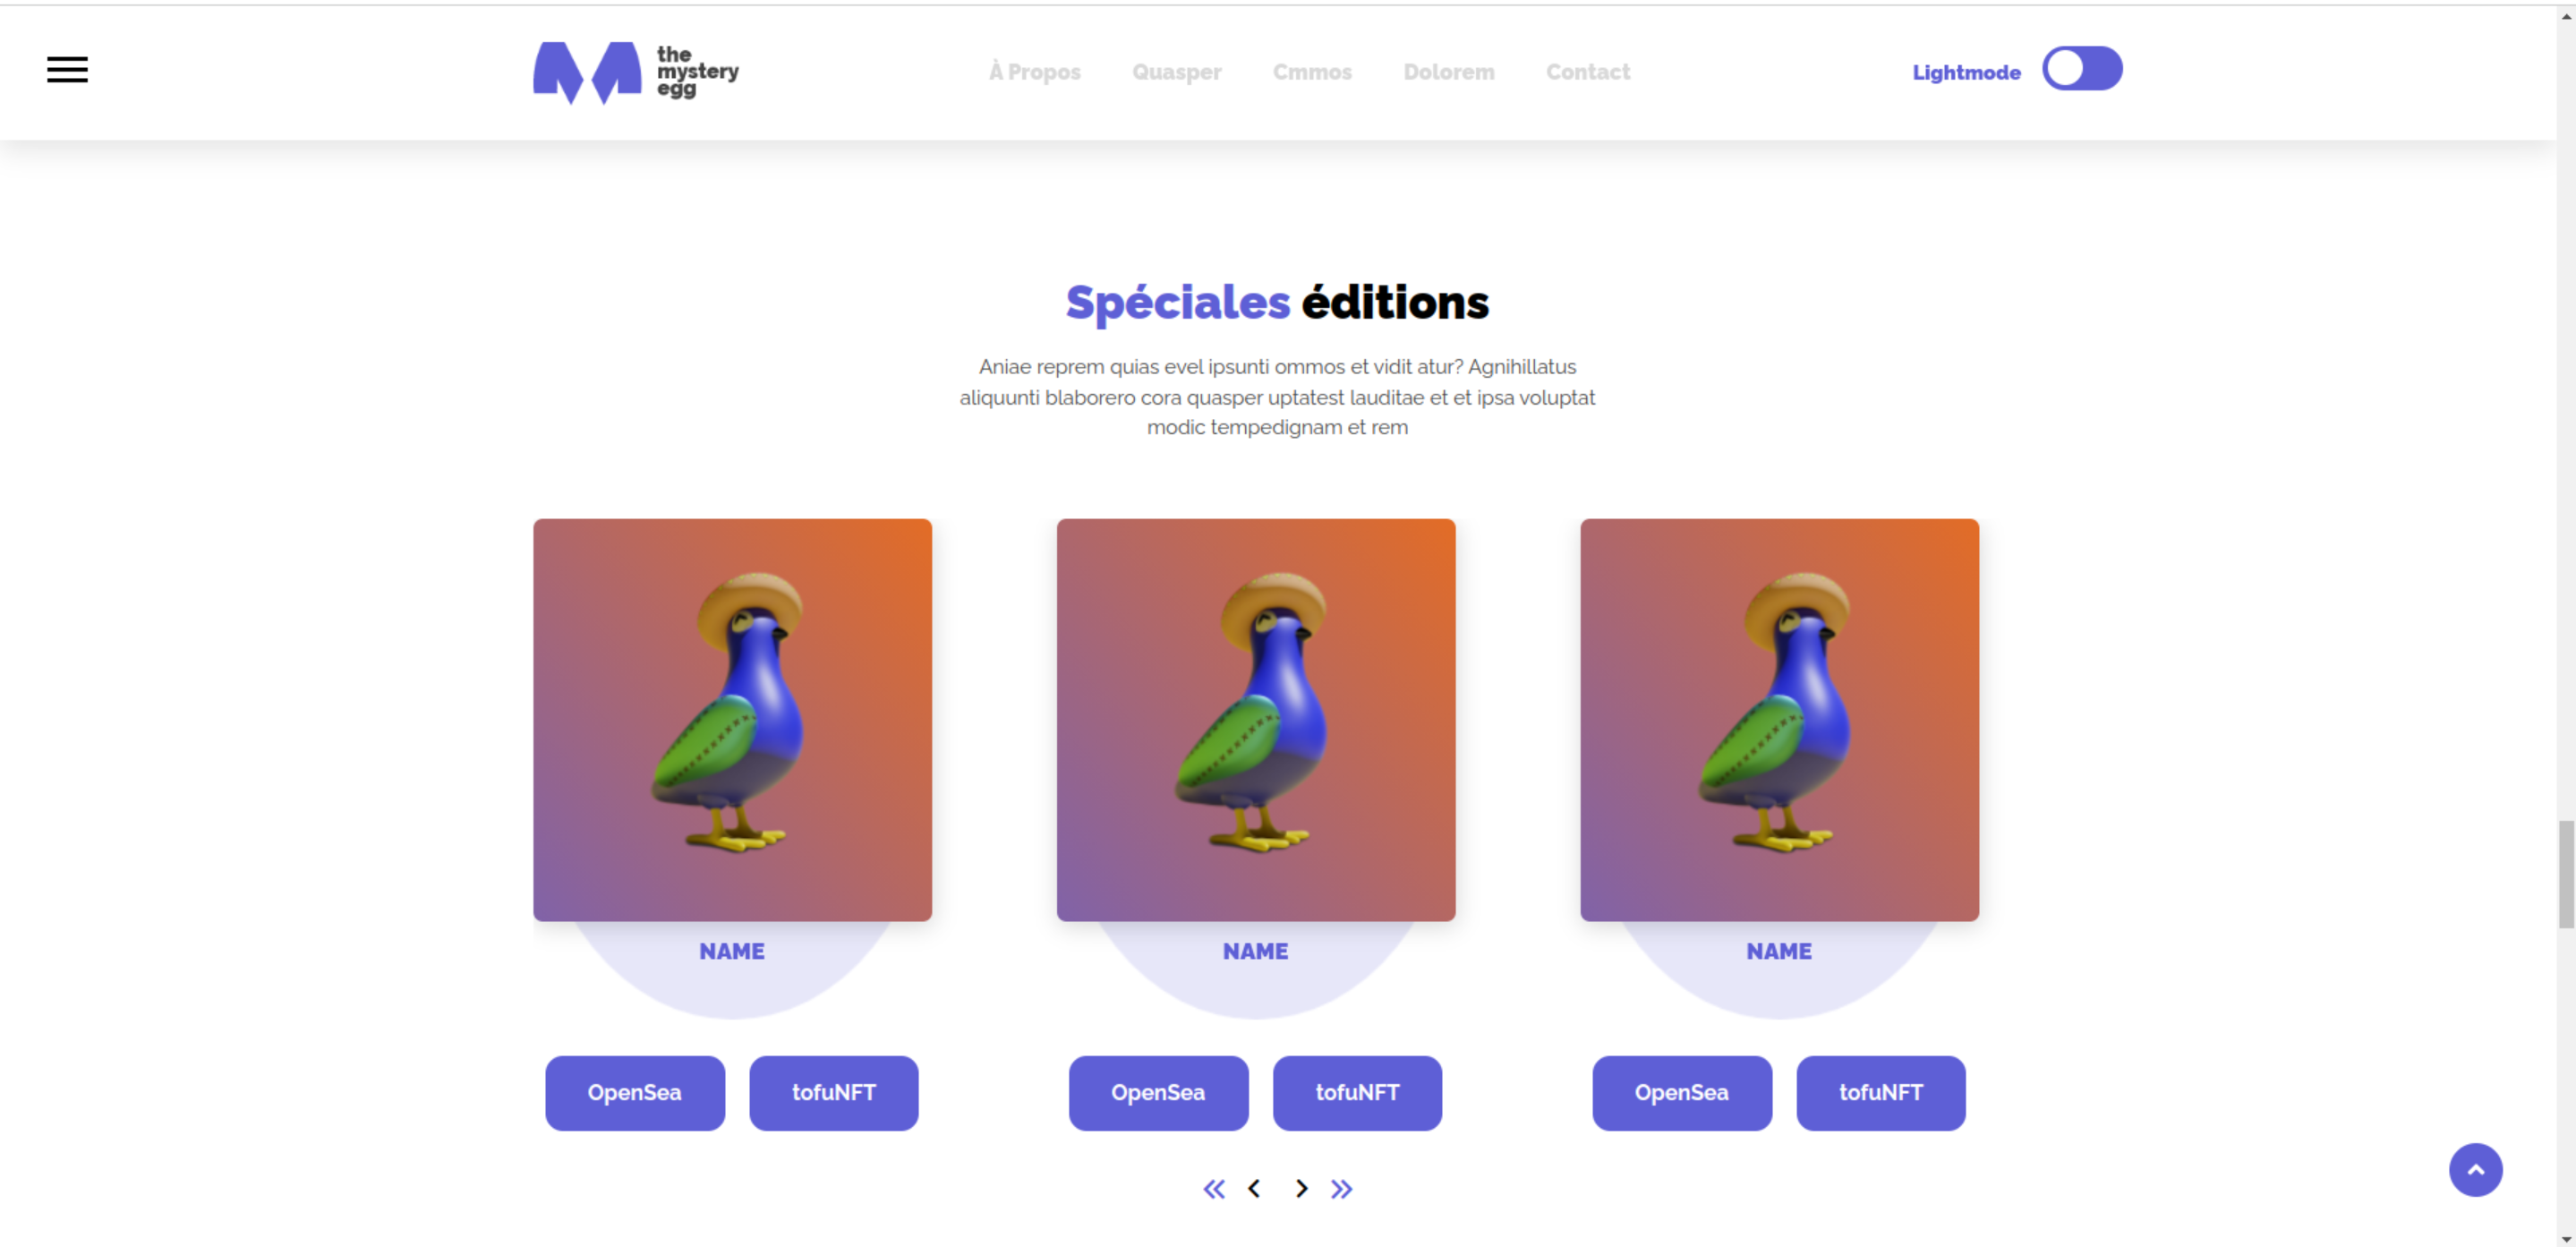 the
mystery
egg
À Propos Quasper Cmmos Dolorem Contact
Lightmode
Spéciales éditions
Aniae reprem quias evel ipsunti ommos et vidit atur? Agnihillatus
aliquunti blaborero cora quasper uptatest lauditae et et ipsa voluptat
modic tempedignam et rem
NAME NAME NAME
OpenSea tofuNFT OpenSea tofuNFT OpenSea tofuNFT